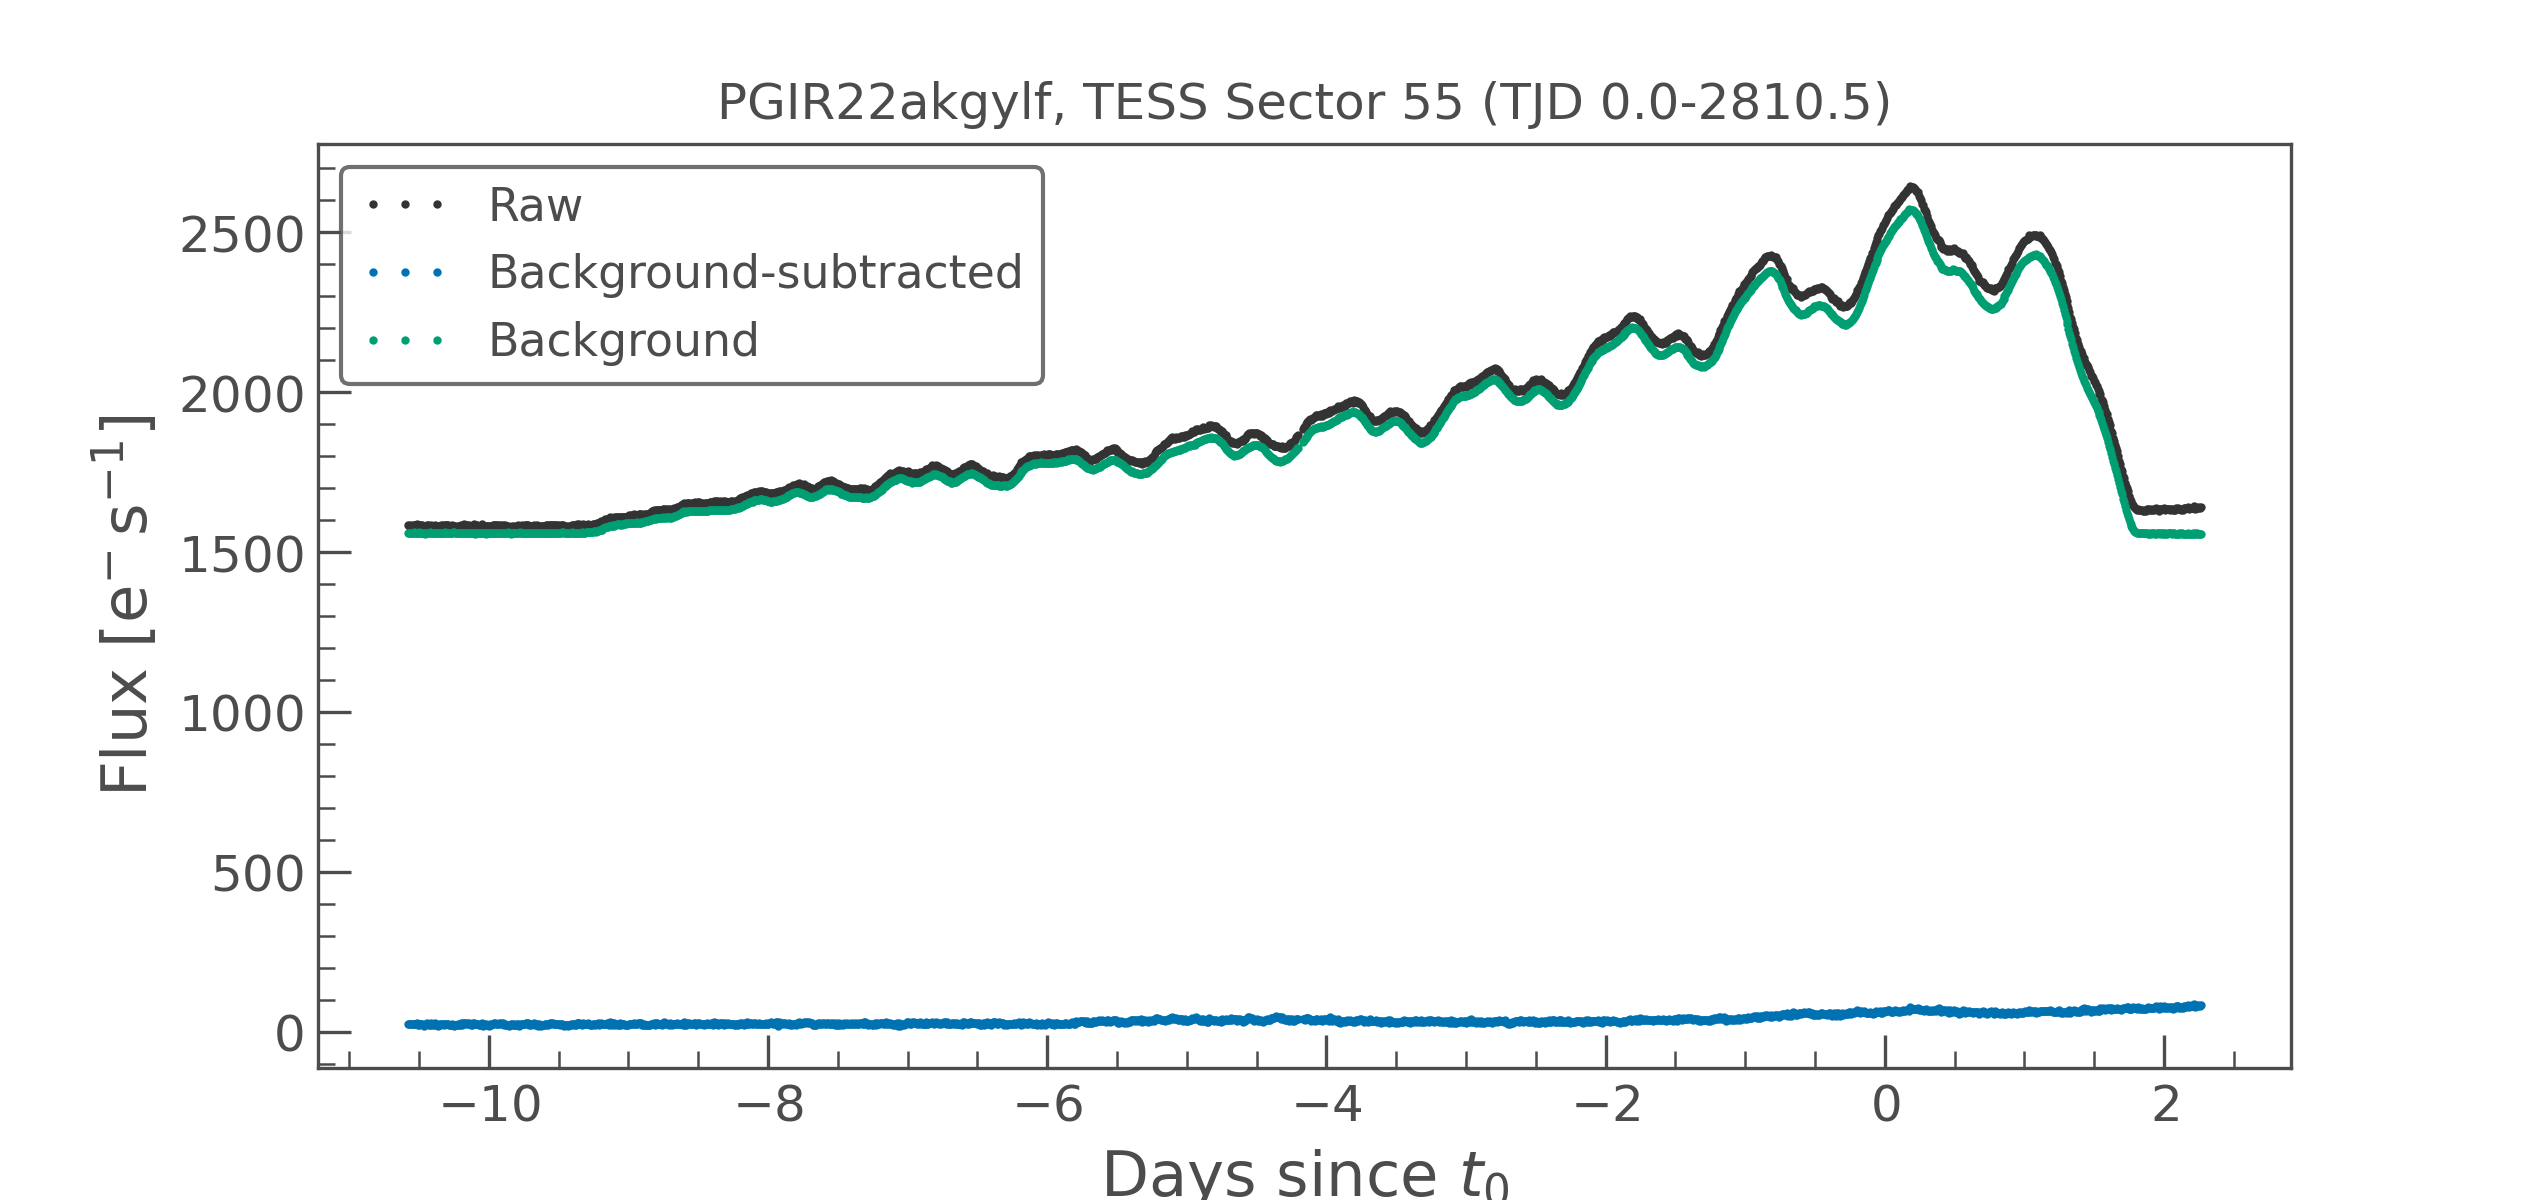 PGIR22akgylf, TESS Sector 55 (TJD 0.0-2810.5)
Raw
Background-subtracted
Background
Flux [e⁻ s⁻¹]
2500
2000
1500
1000
500
0
−10 −8 −6 −4 −2 0 2
Days since t₀